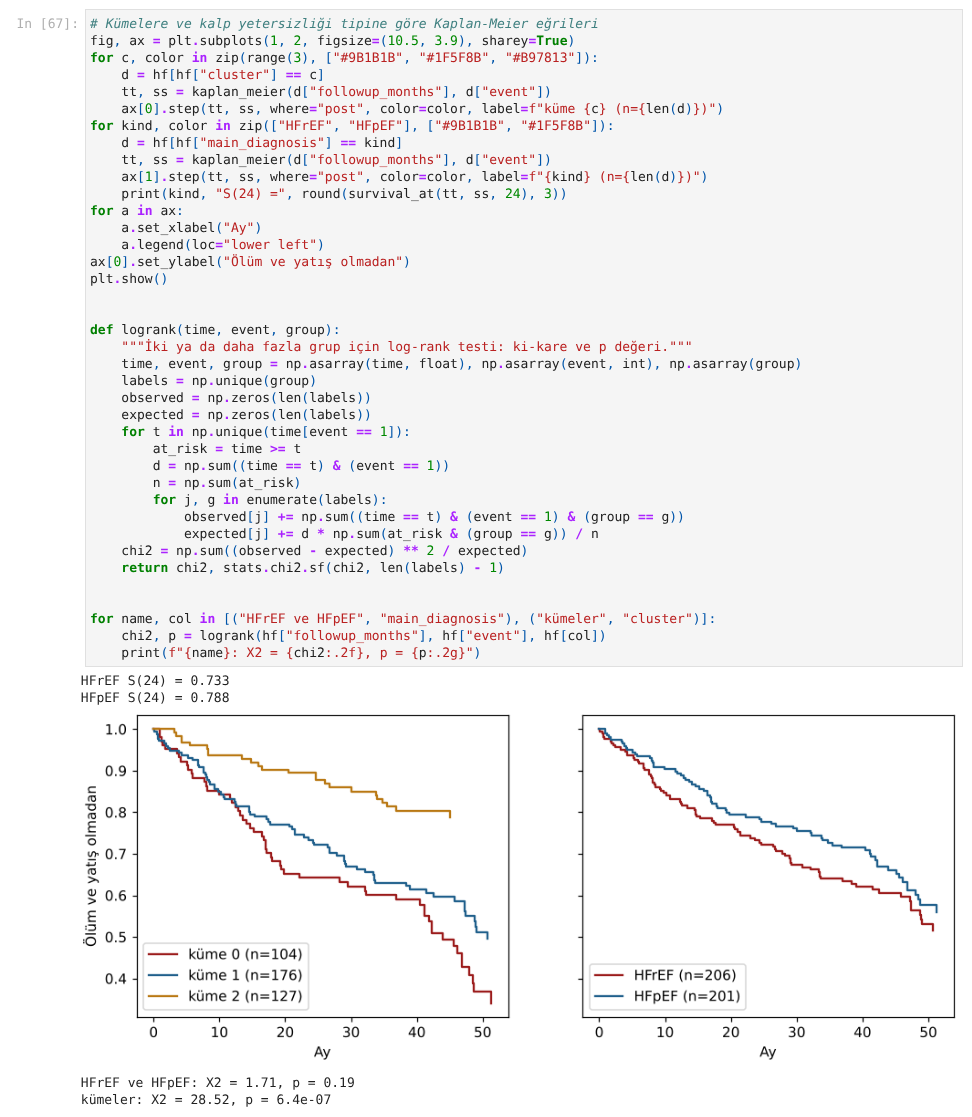 In [67]:
# Kümelere ve kalp yetersizliği tipine göre Kaplan-Meier eğrileri
fig, ax = plt.subplots(1, 2, figsize=(10.5, 3.9), sharey=True)
for c, color in zip(range(3), ["#9B1B1B", "#1F5F8B", "#B97813"]):
    d = hf[hf["cluster"] == c]
    tt, ss = kaplan_meier(d["followup_months"], d["event"])
    ax[0].step(tt, ss, where="post", color=color, label=f"küme {c} (n={len(d)})")
for kind, color in zip(["HFrEF", "HFpEF"], ["#9B1B1B", "#1F5F8B"]):
    d = hf[hf["main_diagnosis"] == kind]
    tt, ss = kaplan_meier(d["followup_months"], d["event"])
    ax[1].step(tt, ss, where="post", color=color, label=f"{kind} (n={len(d)})")
    print(kind, "S(24) =", round(survival_at(tt, ss, 24), 3))
for a in ax:
    a.set_xlabel("Ay")
    a.legend(loc="lower left")
ax[0].set_ylabel("Ölüm ve yatış olmadan")
plt.show()
def logrank(time, event, group):
    """İki ya da daha fazla grup için log-rank testi: ki-kare ve p değeri."""
    time, event, group = np.asarray(time, float), np.asarray(event, int), np.asarray(group)
    labels = np.unique(group)
    observed = np.zeros(len(labels))
    expected = np.zeros(len(labels))
    for t in np.unique(time[event == 1]):
        at_risk = time >= t
        d = np.sum((time == t) & (event == 1))
        n = np.sum(at_risk)
        for j, g in enumerate(labels):
            observed[j] += np.sum((time == t) & (event == 1) & (group == g))
            expected[j] += d * np.sum(at_risk & (group == g)) / n
    chi2 = np.sum((observed - expected) ** 2 / expected)
    return chi2, stats.chi2.sf(chi2, len(labels) - 1)
for name, col in [("HFrEF ve HFpEF", "main_diagnosis"), ("kümeler", "cluster")]:
    chi2, p = logrank(hf["followup_months"], hf["event"], hf[col])
    print(f"{name}: X2 = {chi2:.2f}, p = {p:.2g}")
HFrEF S(24) = 0.733
HFpEF S(24) = 0.788
Ölüm ve yatış olmadan
1.0
0.9
0.8
0.7
0.6
0.5
0.4
küme 0 (n=104)
küme 1 (n=176)
küme 2 (n=127)
0 10 20 30 40 50
Ay
HFrEF (n=206)
HFpEF (n=201)
0 10 20 30 40 50
Ay
HFrEF ve HFpEF: X2 = 1.71, p = 0.19
kümeler: X2 = 28.52, p = 6.4e-07